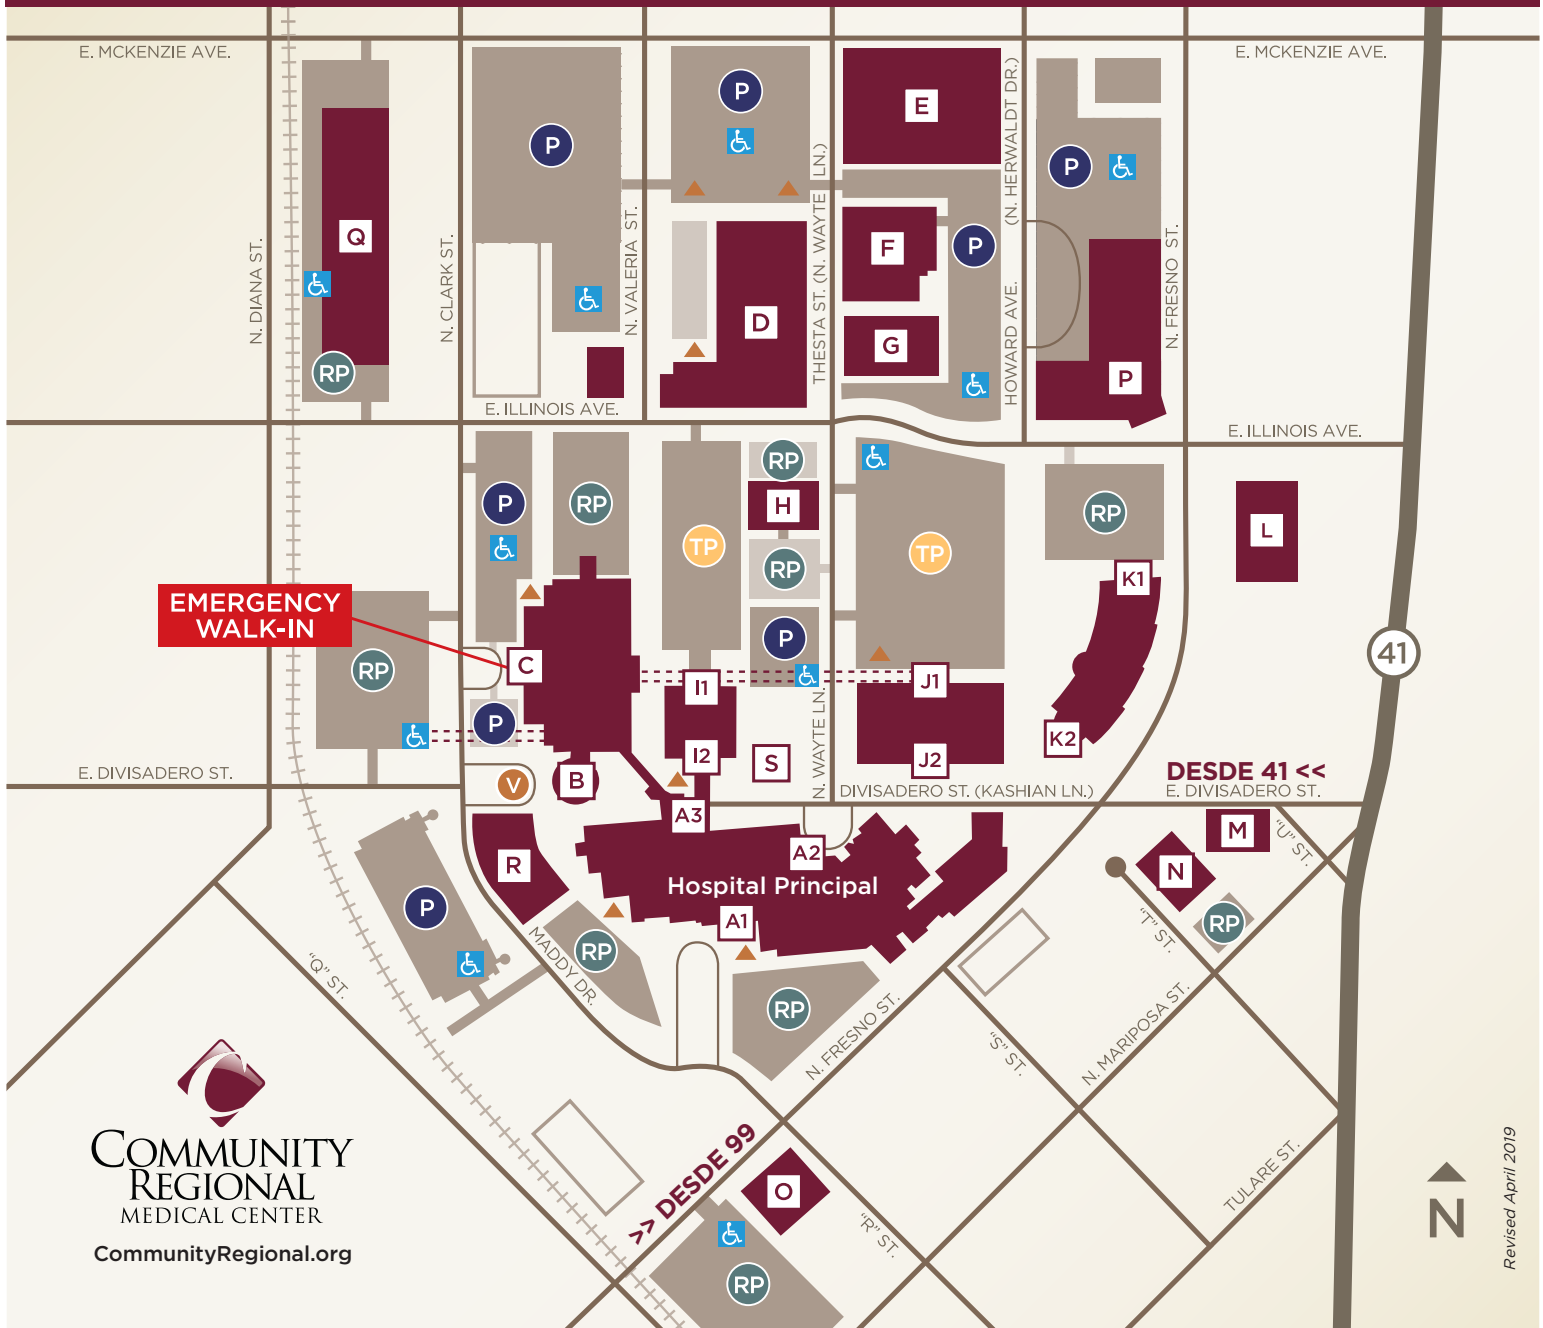 E. MCKENZIE AVE.
E. MCKENZIE AVE.
P
P
E
P
Q
N. DIANA ST.
N. CLARK ST.
N. VALERIA ST.
THESTA ST. (N. WAYTE LN.)
HOWARD AVE. (N. HERWALDT DR.)
N. FRESNO ST.
F
P
D
G
P
RP
E. ILLINOIS AVE.
E. ILLINOIS AVE.
P
RP
RP
H
RP
L
TP
TP
RP
K1
EMERGENCY
WALK-IN
P
41
RP
C
I1
J1
P
K2
I2
S
J2
N. WAYTE LN.
E. DIVISADERO ST.
V
B
DIVISADERO ST. (KASHIAN LN.)
DESDE 41 <<
E. DIVISADERO ST.
A3
M
"U" ST.
R
A2
N
Hospital Principal
P
A1
RP
"T" ST.
RP
MADDY DR.
"Q" ST.
RP
N. FRESNO ST.
"S" ST.
N. MARIPOSA ST.
COMMUNITY
REGIONAL
MEDICAL CENTER
CommunityRegional.org
>> DESDE 99
O
"R" ST.
TULARE ST.
RP
N
Revised April 2019